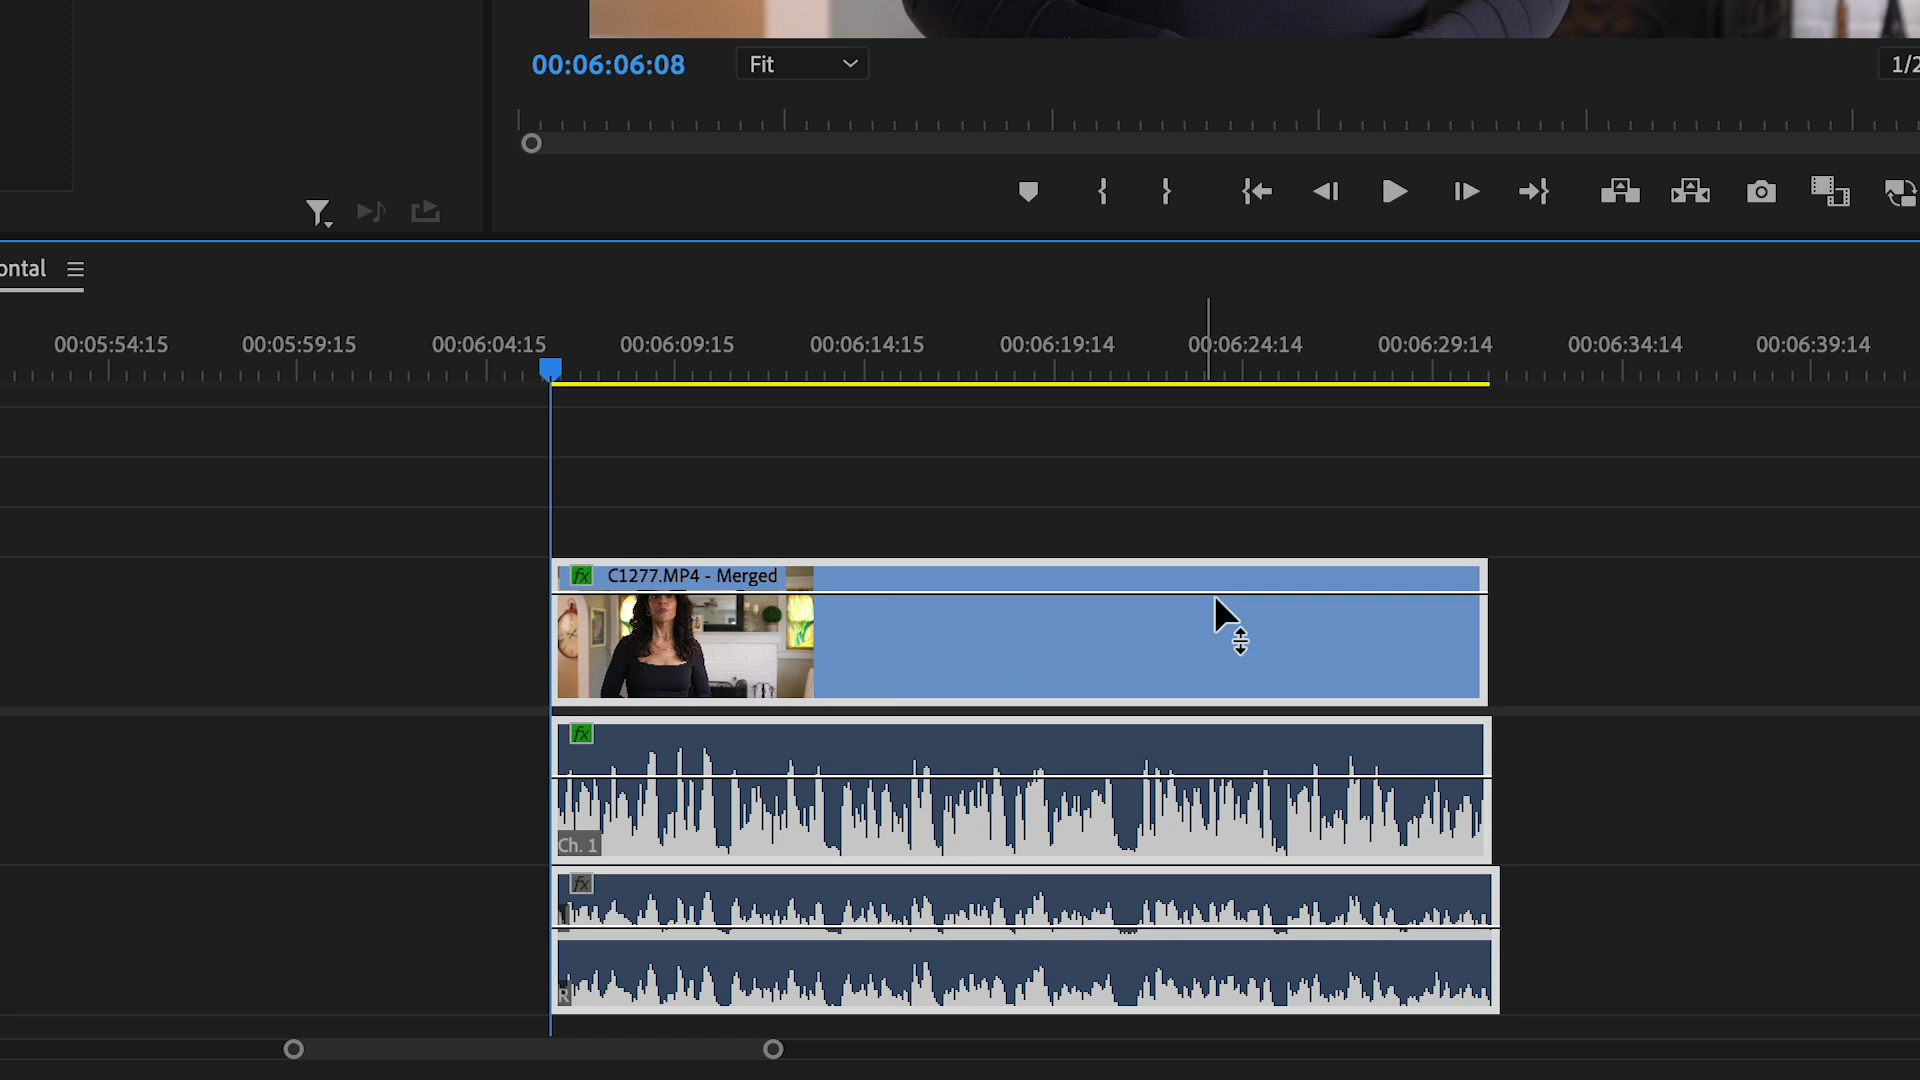 00:06:06:08
Fit
1/2
ontal
00:05:54:15
00:05:59:15
00:06:04:15
00:06:09:15
00:06:14:15
00:06:19:14
00:06:24:14
00:06:29:14
00:06:34:14
00:06:39:14
fx C1277.MP4 - Merged
fx
Ch. 1
fx
R